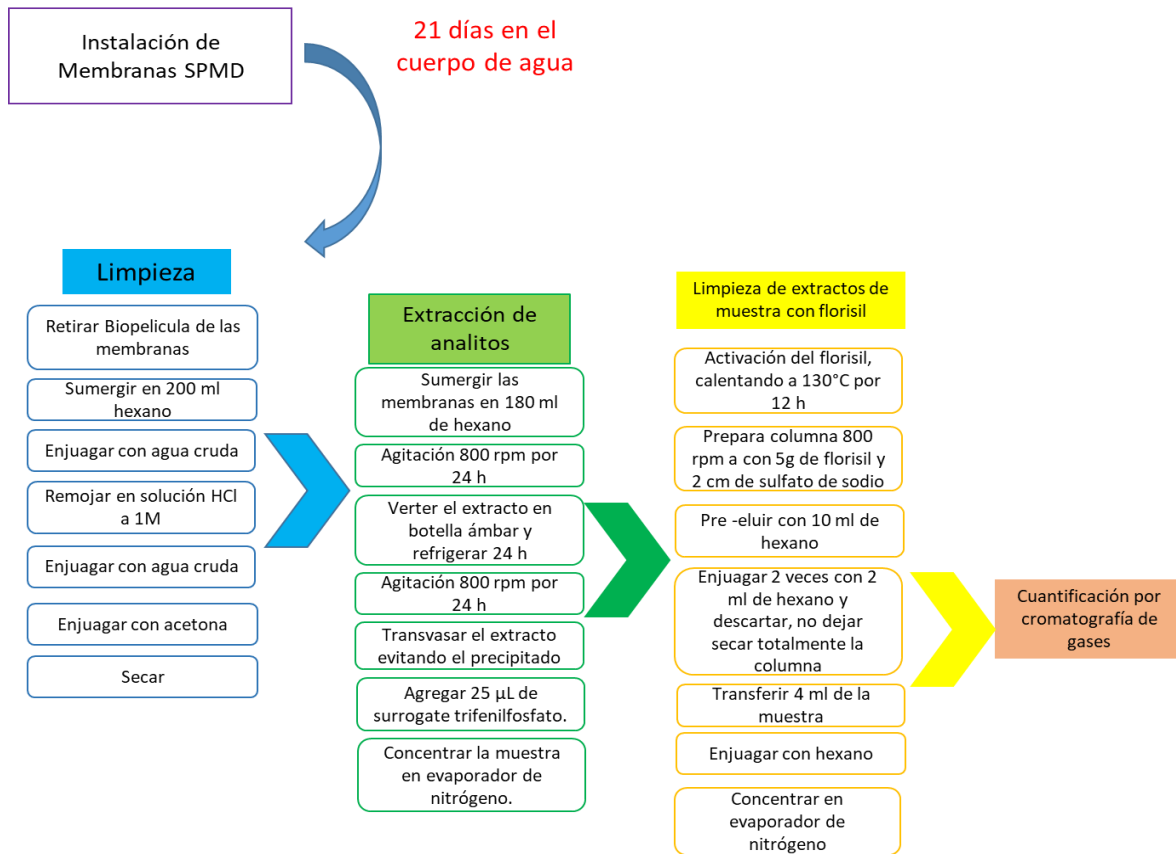 Instalación de
Membranas SPMD
21 días en el
cuerpo de agua
Limpieza
Retirar Biopelicula de las
membranas
Sumergir en 200 ml
hexano
Enjuagar con agua cruda
Remojar en solución HCl
a 1M
Enjuagar con agua cruda
Enjuagar con acetona
Secar
Extracción de
analitos
Sumergir las
membranas en 180 ml
de hexano
Agitación 800 rpm por
24 h
Verter el extracto en
botella ámbar y
refrigerar 24 h
Agitación 800 rpm por
24 h
Transvasar el extracto
evitando el precipitado
Agregar 25 µL de
surrogate trifenilfosfato.
Concentrar la muestra
en evaporador de
nitrógeno.
Limpieza de extractos de
muestra con florisil
Activación del florisil,
calentando a 130°C por
12 h
Prepara columna 800
rpm a con 5g de florisil y
2 cm de sulfato de sodio
Pre -eluir con 10 ml de
hexano
Enjuagar 2 veces con 2
ml de hexano y
descartar, no dejar
secar totalmente la
columna
Transferir 4 ml de la
muestra
Enjuagar con hexano
Concentrar en
evaporador de
nitrógeno
Cuantificación por
cromatografía de
gases